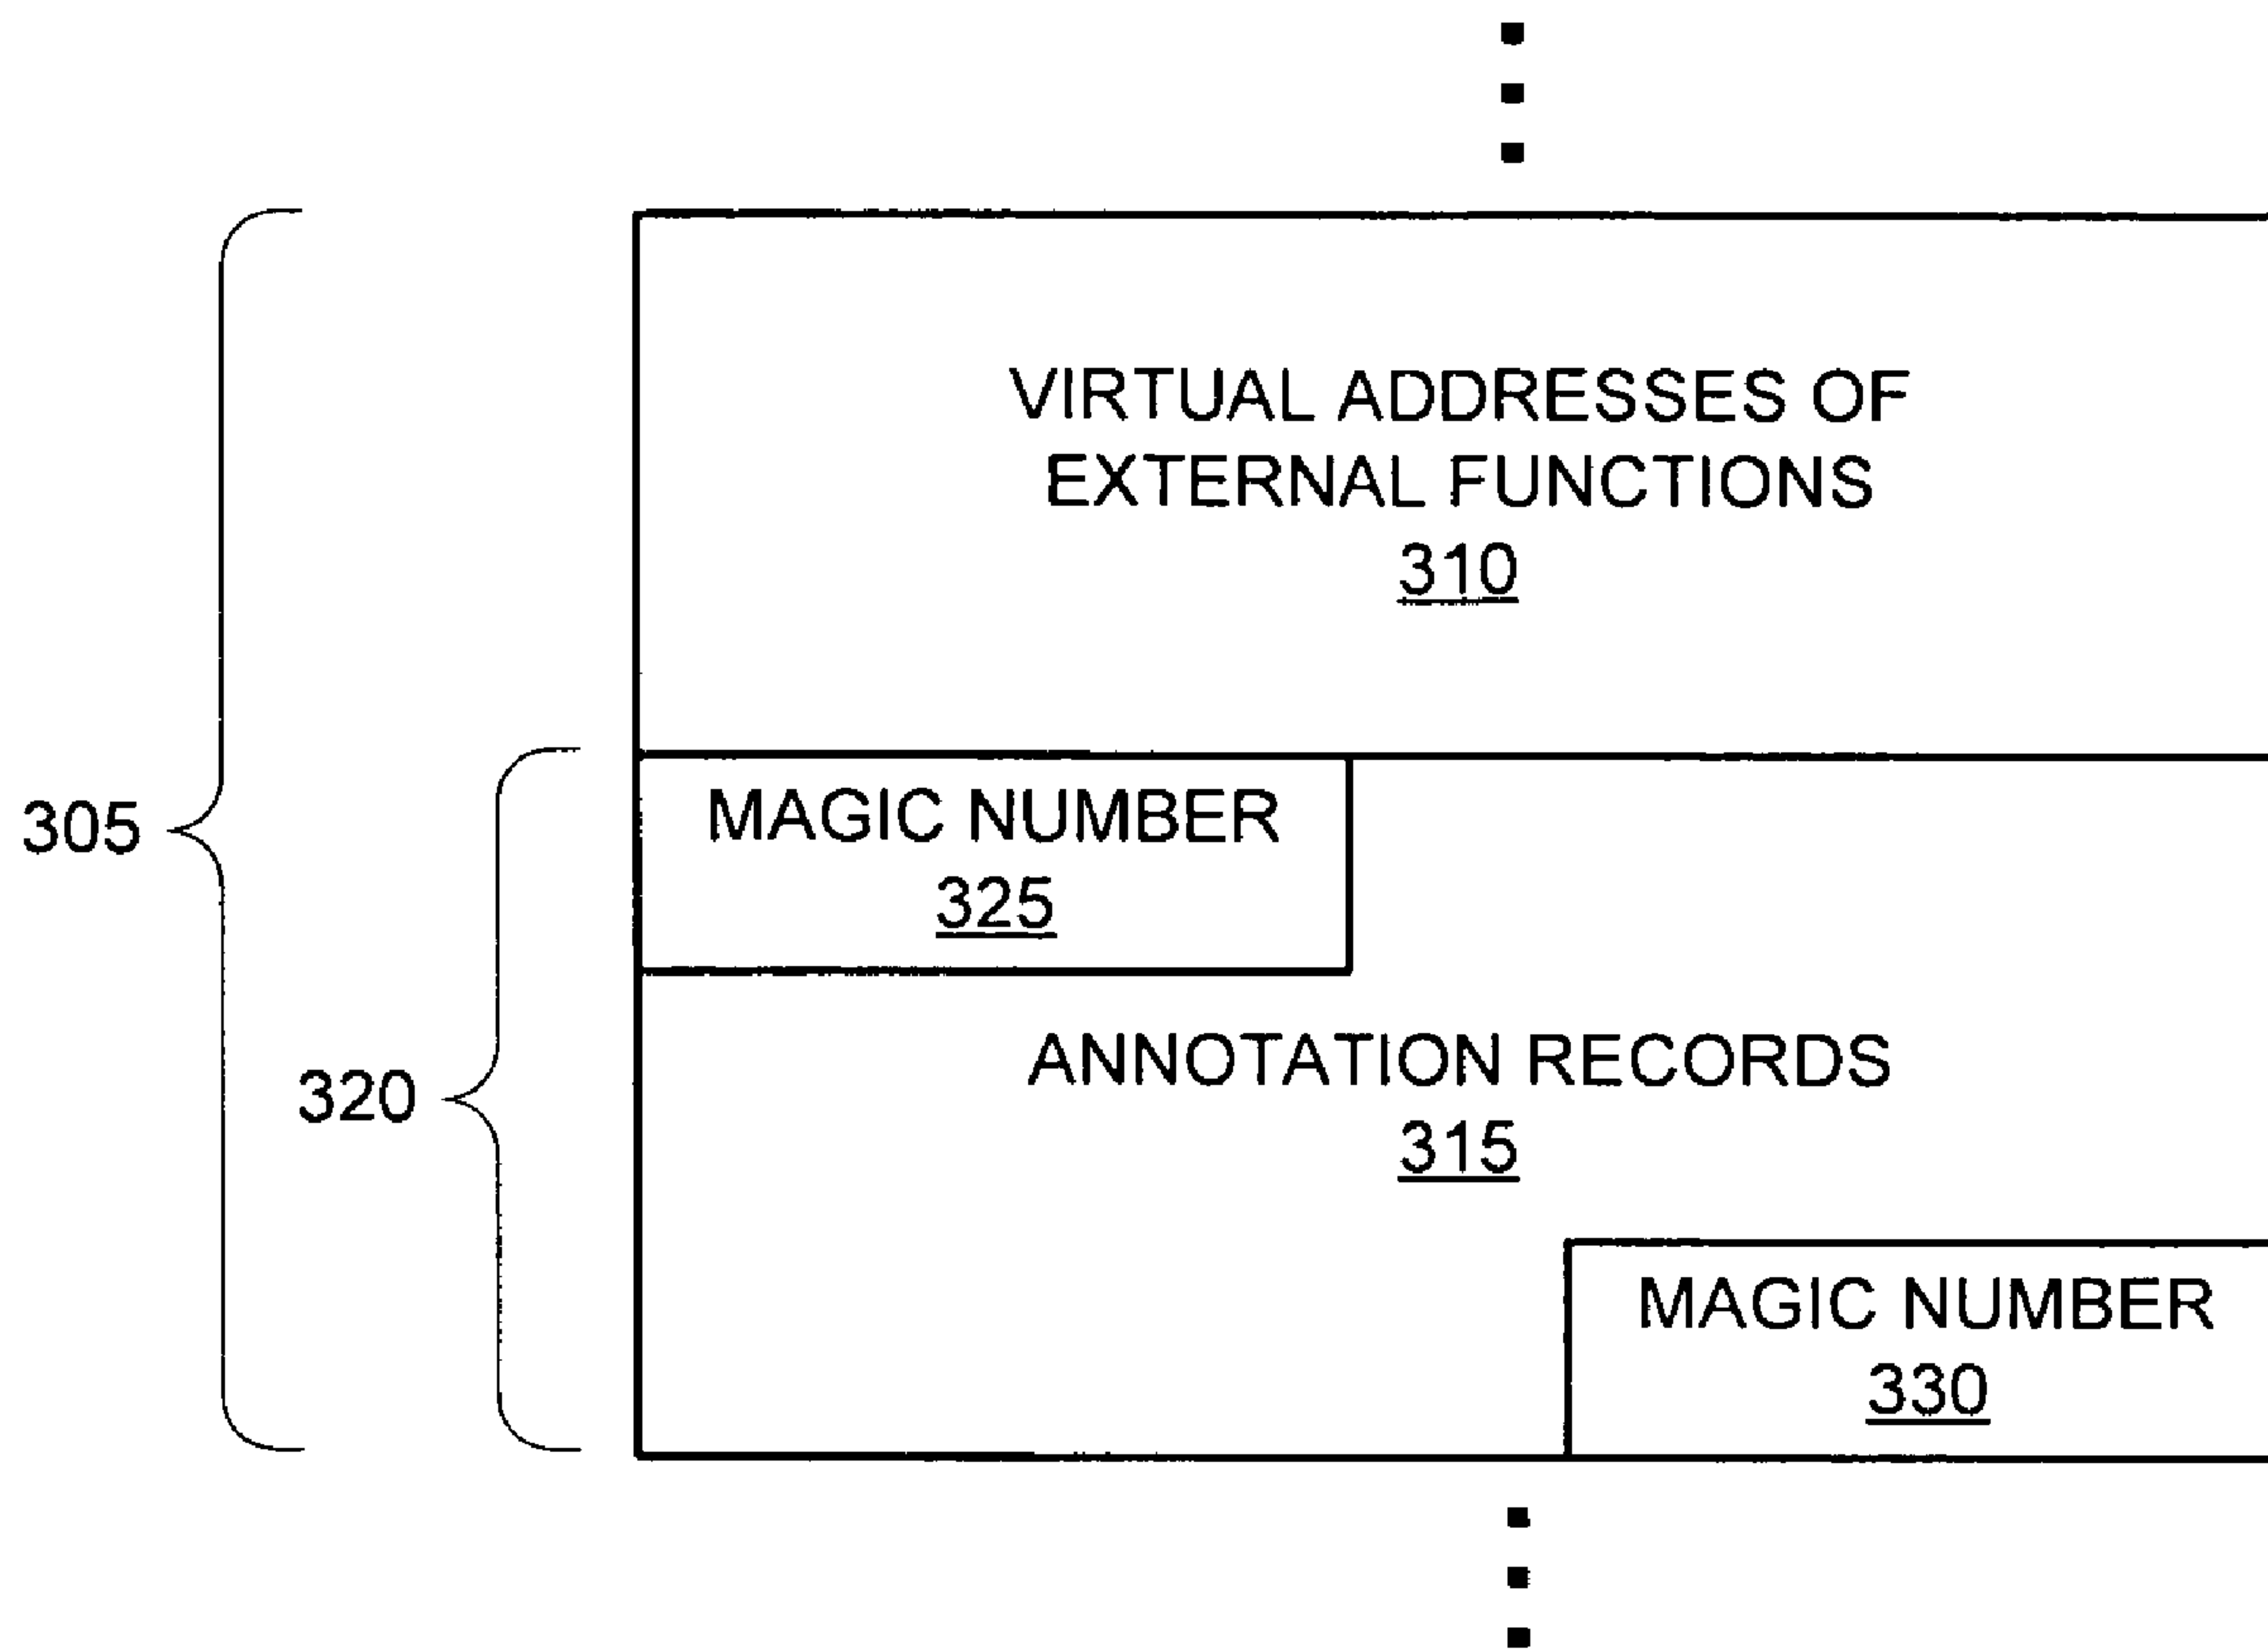 VIRTUAL ADDRESSES OF
EXTERNAL FUNCTIONS
310
305
MAGIC NUMBER
325
320
ANNOTATION RECORDS
315
MAGIC NUMBER
330